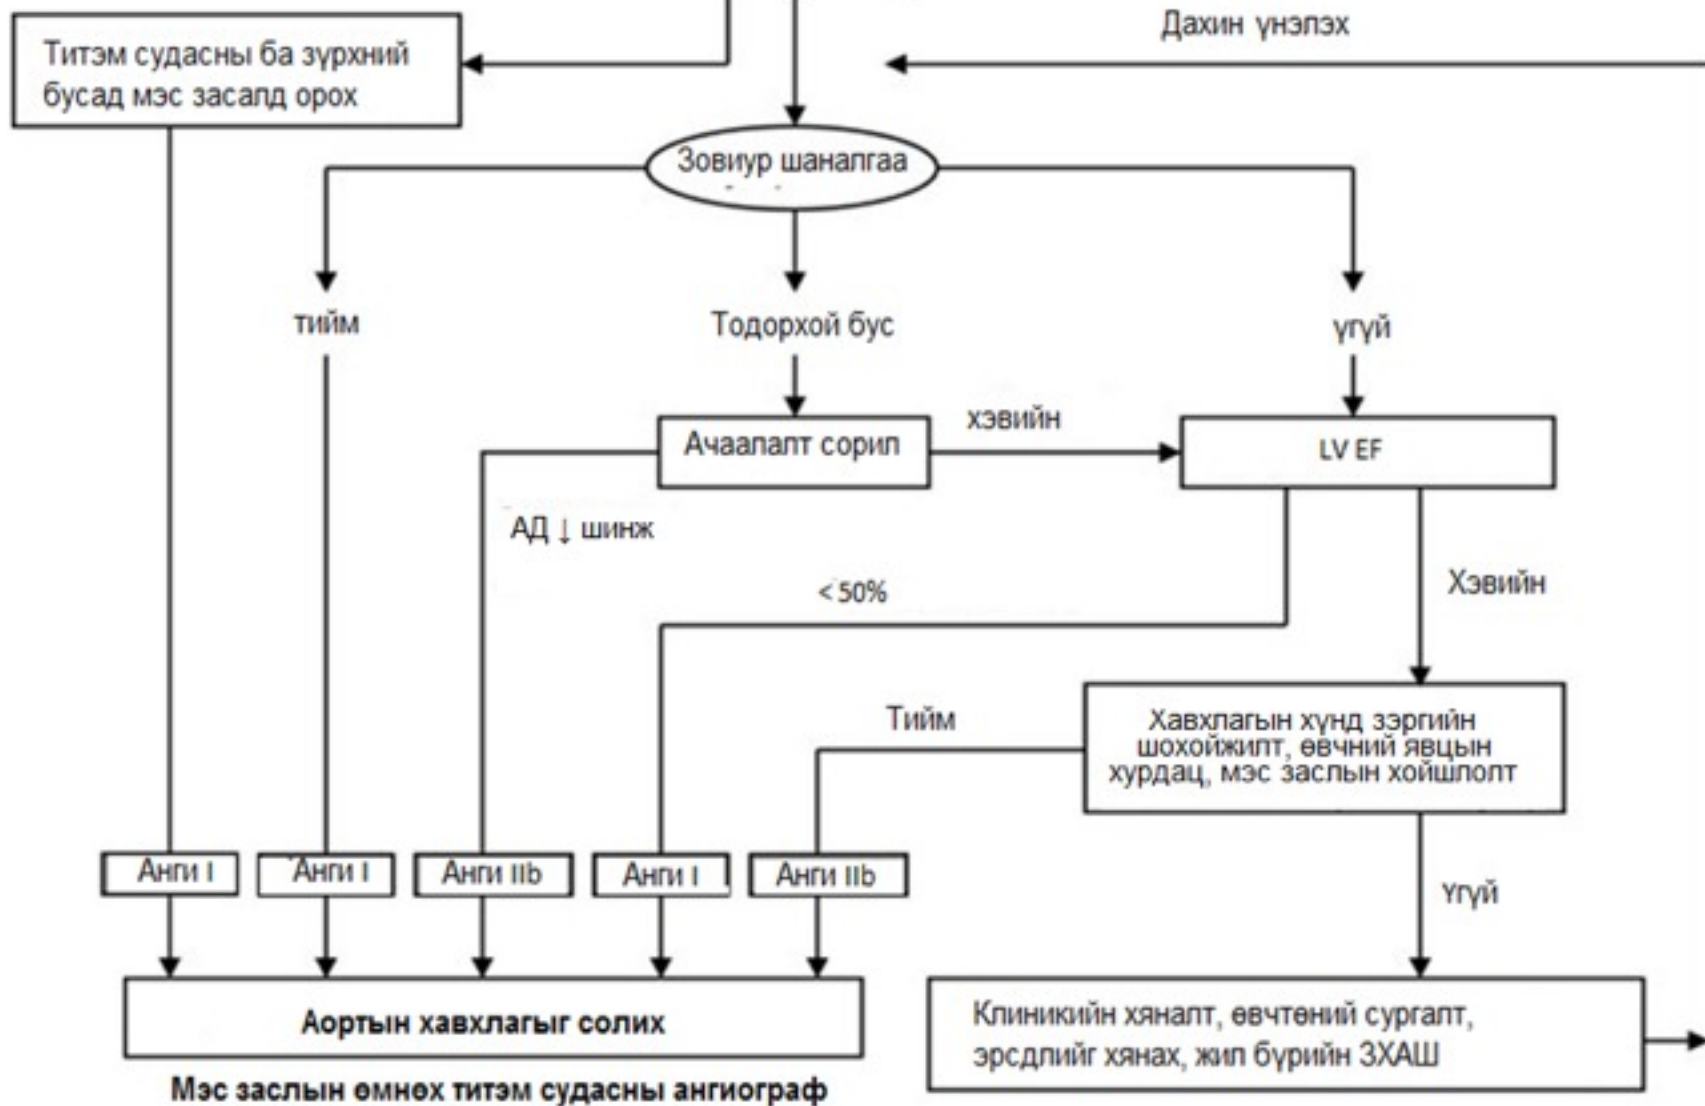 Дахин үнэлэх
Титэм судасны ба зүрхний
бусад мэс засалд орох
Зовиур шаналгаа
тийм
Тодорхой бус
үгүй
Ачаалалт сорил
хэвийн
LV EF
АД ↓ шинж
< 50%
Хэвийн
Тийм
Хавхлагын хүнд зэргийн
шохойжилт, өвчний явцын
хурдац, мэс заслын хойшлолт
Анги I
Анги I
Анги IIb
Анги I
Анги IIb
Үгүй
Аортын хавхлагыг солих
Клиникийн хяналт, өвчтөний сургалт,
эрсдлийг хянах, жил бүрийн ЗХАШ
Мэс заслын өмнөх титэм судасны ангиограф